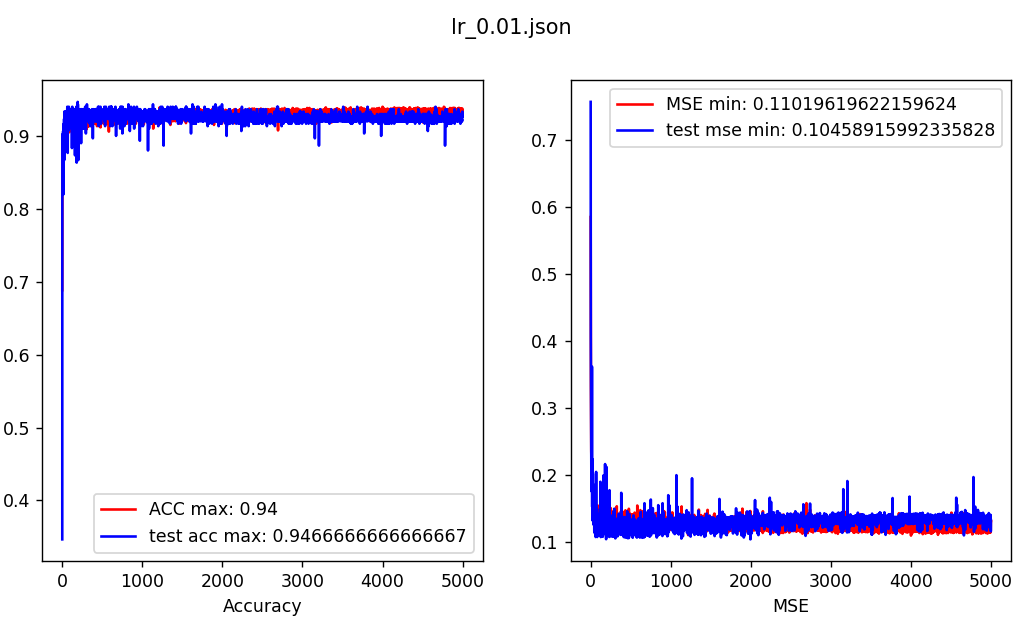 lr_0.01.json
0.9
0.8
0.7
0.6
0.5
0.4
ACC max: 0.94
test acc max: 0.9466666666666667
0 1000 2000 3000 4000 5000
Accuracy
MSE min: 0.11019619622159624
test mse min: 0.10458915992335828
0.7
0.6
0.5
0.4
0.3
0.2
0.1
0 1000 2000 3000 4000 5000
MSE